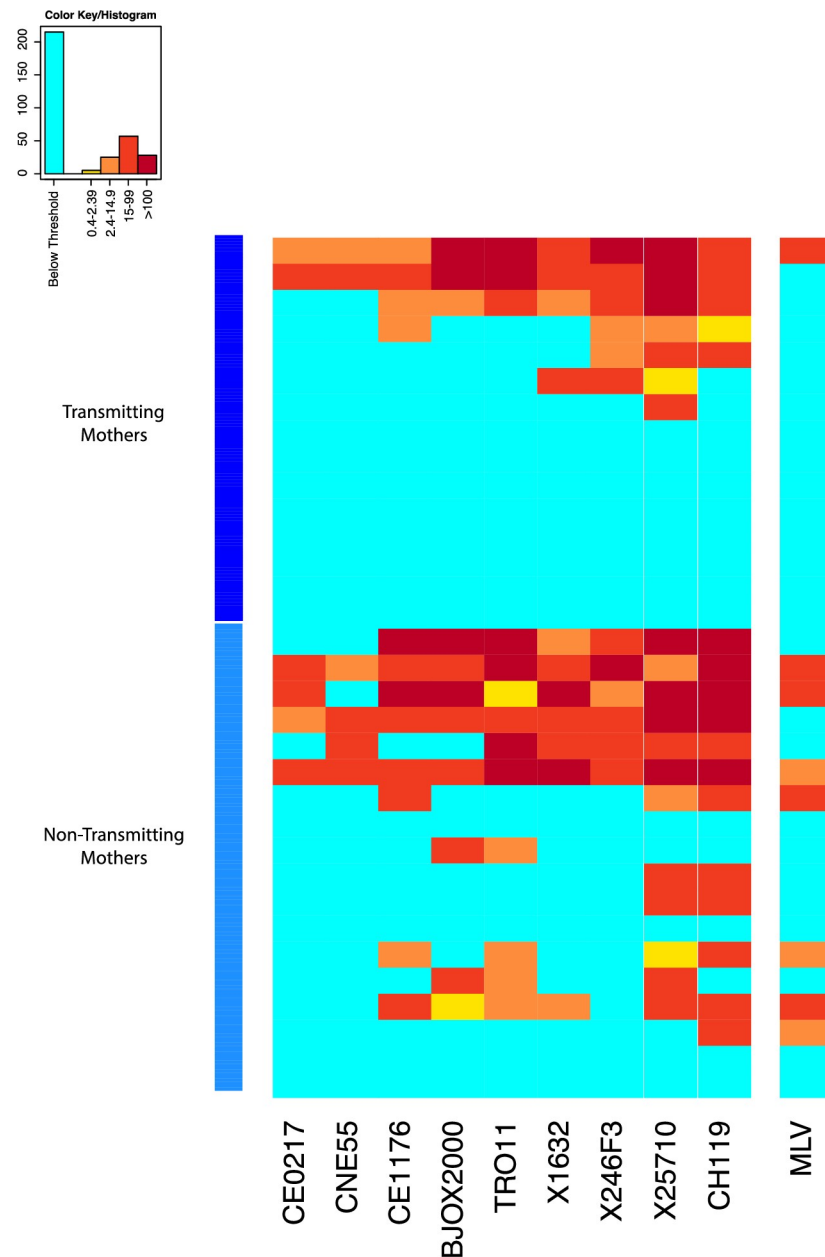 Color Key/Histogram
200
150
100
50
0
Below Threshold
0.4-2.39
2.4-14.9
15-99
>100
Transmitting
Mothers
Non-Transmitting
Mothers
CE0217
CNE55
CE1176
BJOX2000
TRO11
X1632
X246F3
X25710
CH119
MLV